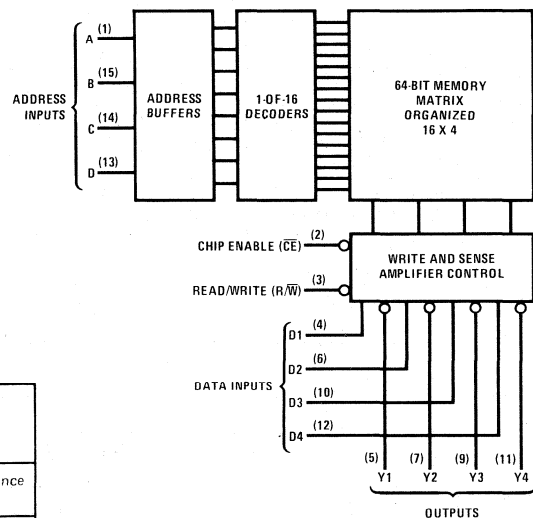 ADDRESS
INPUTS
A (1)
B (15)
C (14)
D (13)
ADDRESS
BUFFERS
1-OF-16
DECODERS
64-BIT MEMORY
MATRIX
ORGANIZED
16 X 4
CHIP ENABLE (C̅E̅) (2)
READ/WRITE (R/W̅) (3)
WRITE AND SENSE
AMPLIFIER CONTROL
DATA INPUTS
D1 (4)
D2 (6)
D3 (10)
D4 (12)
(5) (7) (9) (11)
Y1 Y2 Y3 Y4
OUTPUTS
nce